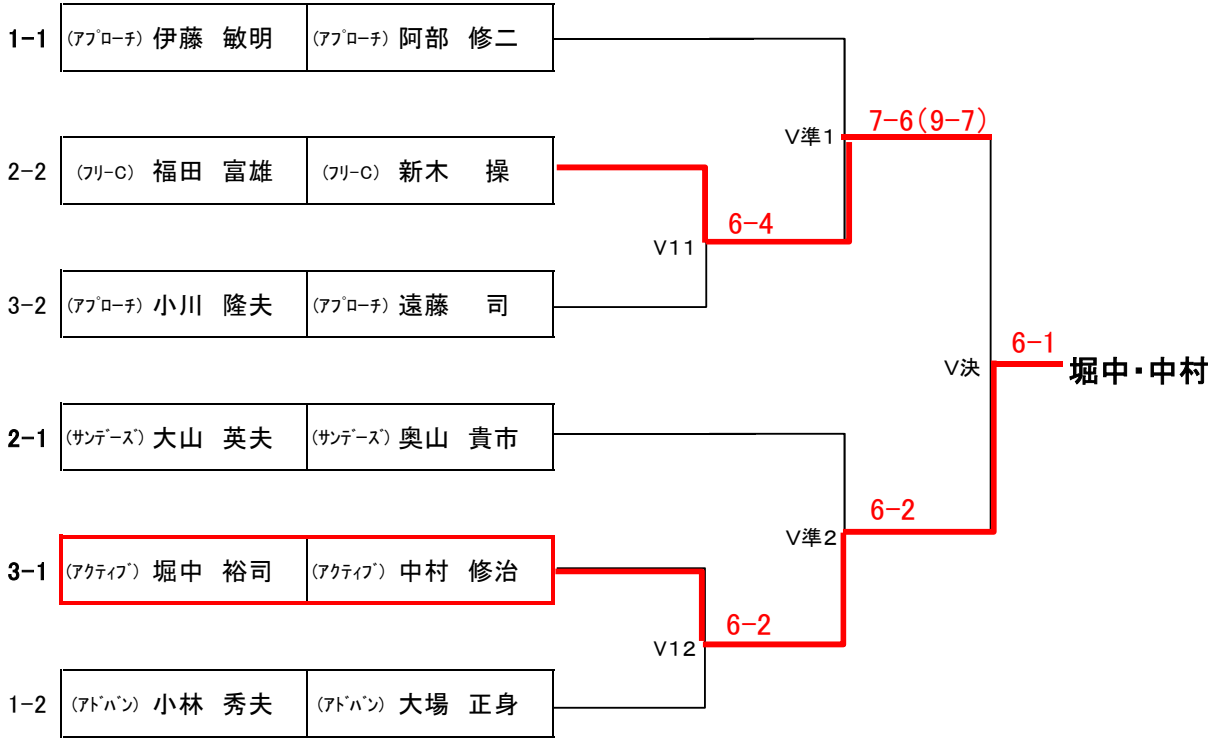 1-1 (アプローチ) 伊藤 敏明 (アプローチ) 阿部 修二
V準1 7-6(9-7)
2-2 (フリーC) 福田 富雄 (フリーC) 新木 操
V11 6-4
3-2 (アプローチ) 小川 隆夫 (アプローチ) 遠藤 司
V決 6-1 堀中・中村
2-1 (サンデーズ) 大山 英夫 (サンデーズ) 奥山 貴市
V準2 6-2
3-1 (アクティブ) 堀中 裕司 (アクティブ) 中村 修治
V12 6-2
1-2 (アドバン) 小林 秀夫 (アドバン) 大場 正身